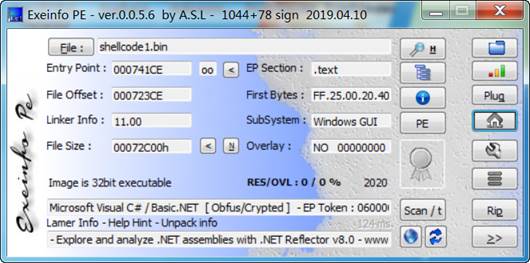 Exeinfo PE - ver.0.0.5.6 by A.S.L - 1044+78 sign 2019.04.10
File : shellcode1.bin
Entry Point : 000741CE oo < EP Section : .text
File Offset : 000723CE First Bytes : FF.25.00.20.40
Linker Info : 11.00 SubSystem : Windows GUI
File Size : 00072C00h < N Overlay : NO 00000000
Image is 32bit executable RES/OVL : 0 / 0 % 2020
Microsoft Visual C# / Basic.NET [ Obfus/Crypted ] - EP Token : 060000
Lamer Info - Help Hint - Unpack info -124ms
- Explore and analyze .NET assemblies with .NET Reflector v8.0 - www
Exeinfo Pe
H
PE
Scan / t
Plug
Rip
>>